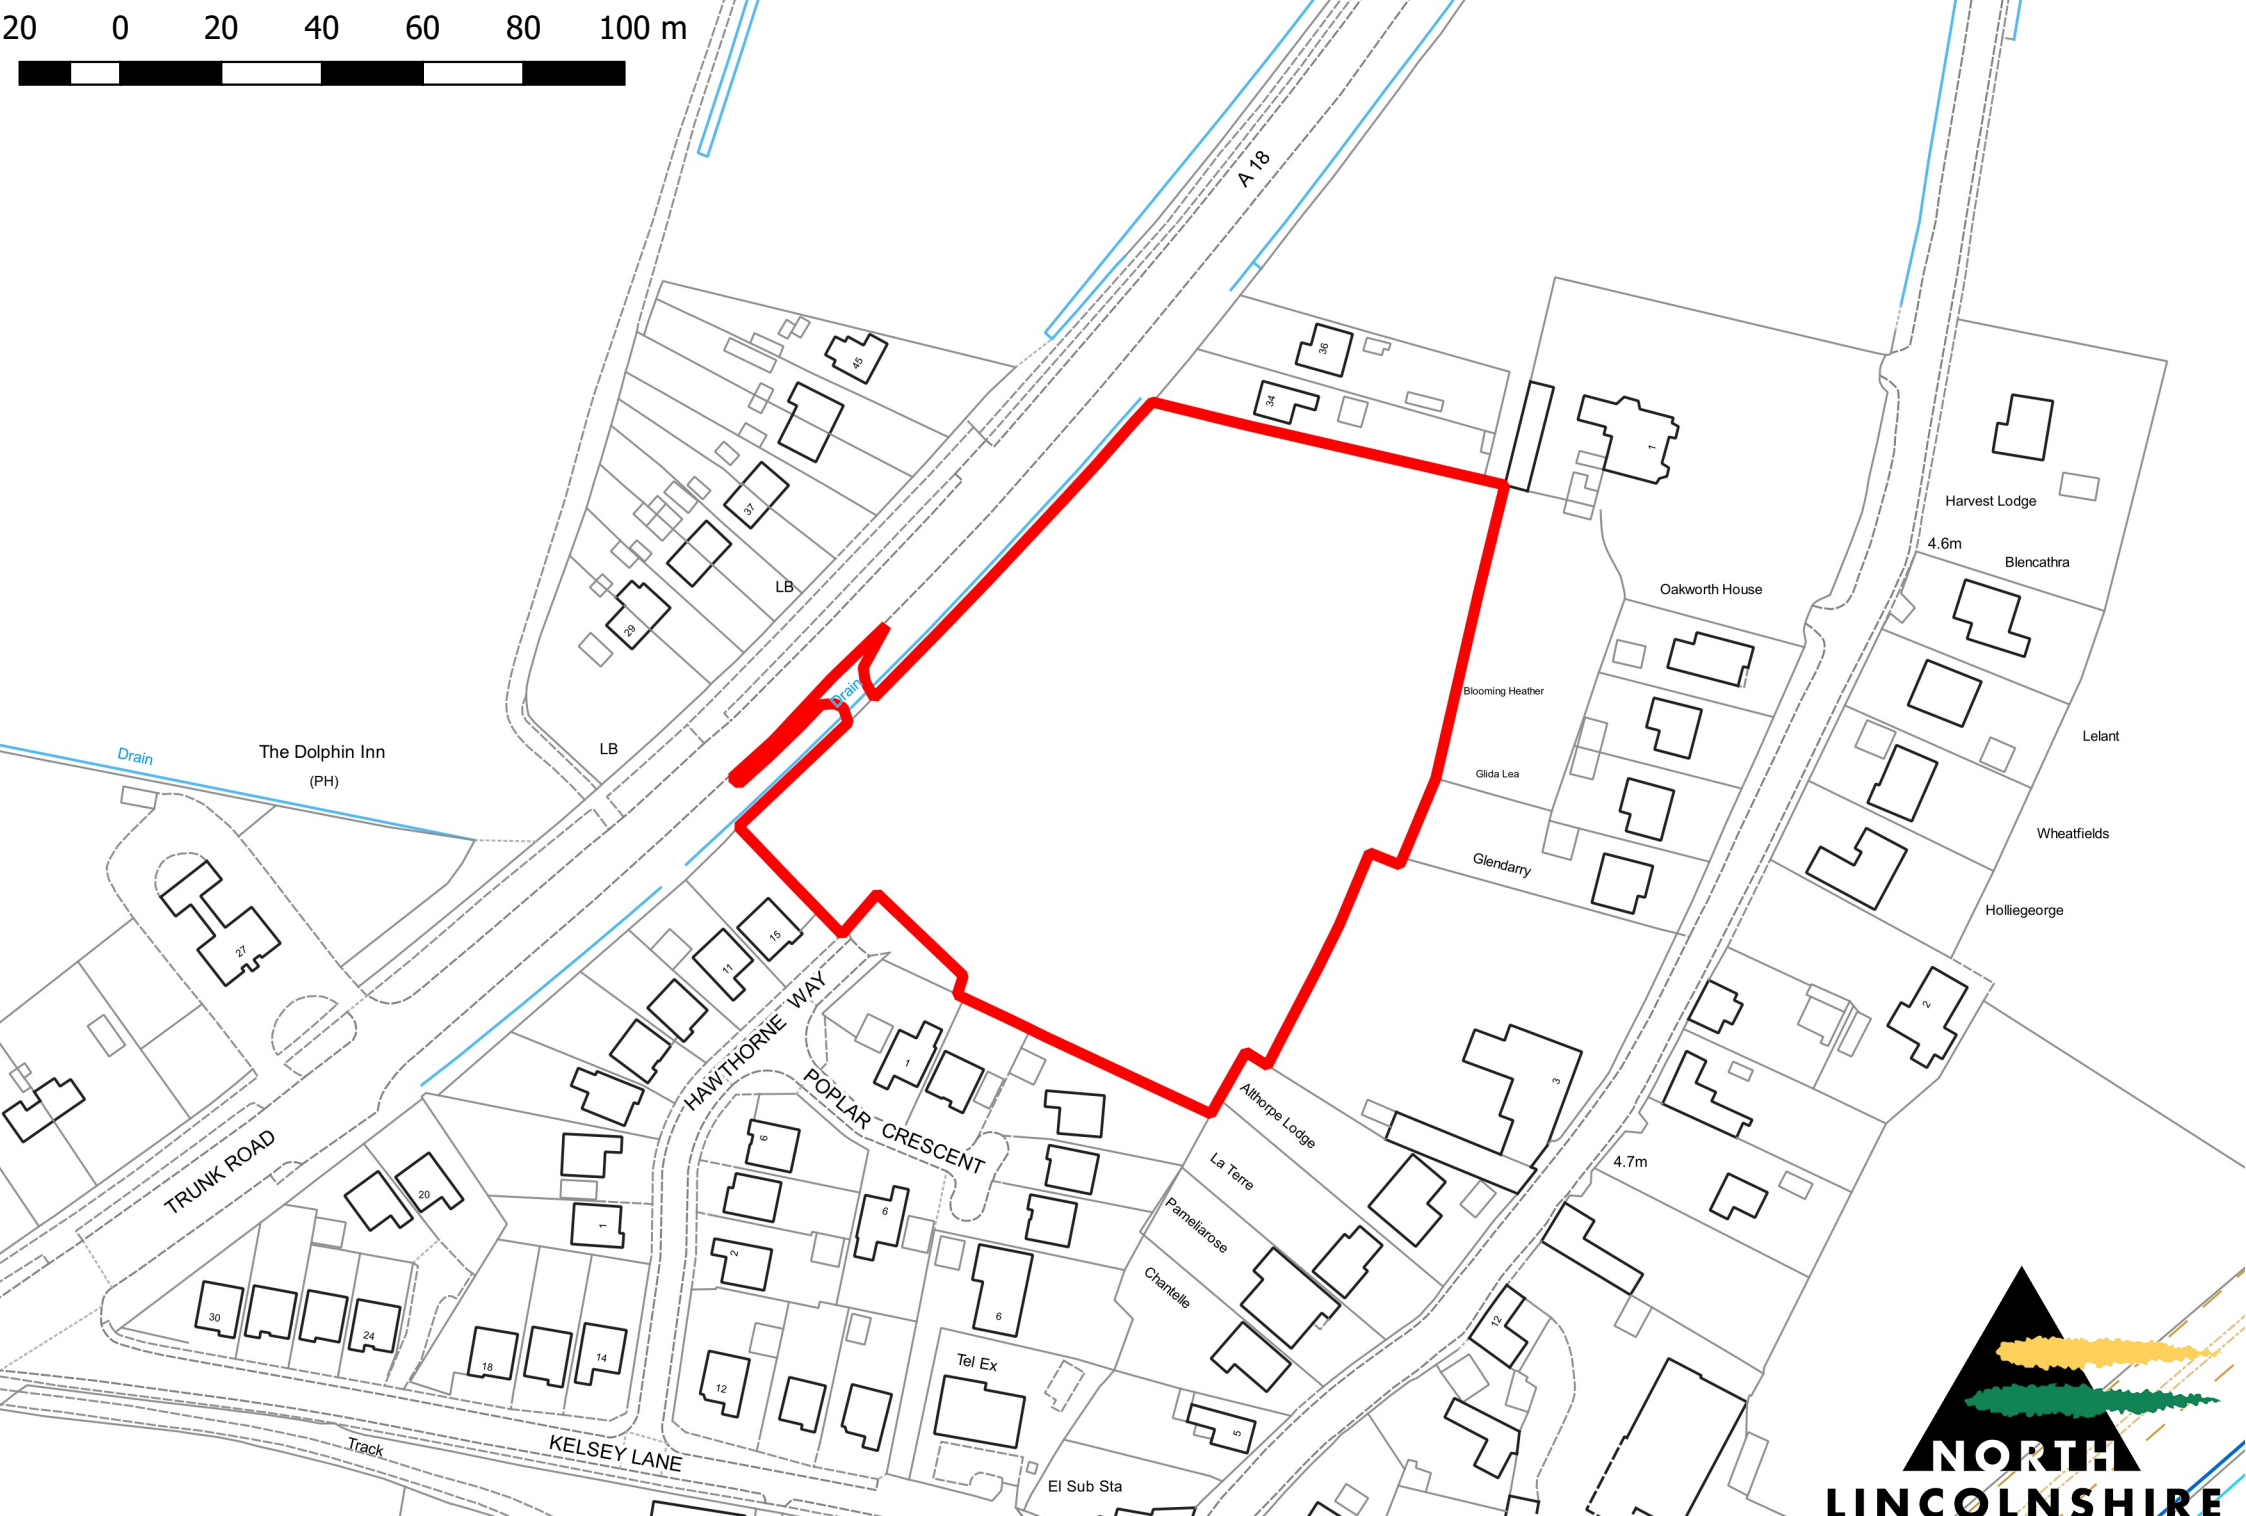 20 0 20 40 60 80 100 m
A 18
45
36
34
1
37
29
LB
LB
Drain
Harvest Lodge
4.6m
Blencathra
Oakworth House
Blooming Heather
Lelant
Glida Lea
Wheatfields
Glendarry
Holliegeorge
Drain
The Dolphin Inn
(PH)
27
15
11
2
HAWTHORNE WAY
1
POPLAR CRESCENT
3
Althorpe Lodge
4.7m
TRUNK ROAD
La Terre
Pameliarose
Chantelle
20
6
1
6
2
6
12
30
24
18
14
12
Tel Ex
5
Track
KELSEY LANE
El Sub Sta
NORTH
LINCOLNSHIRE